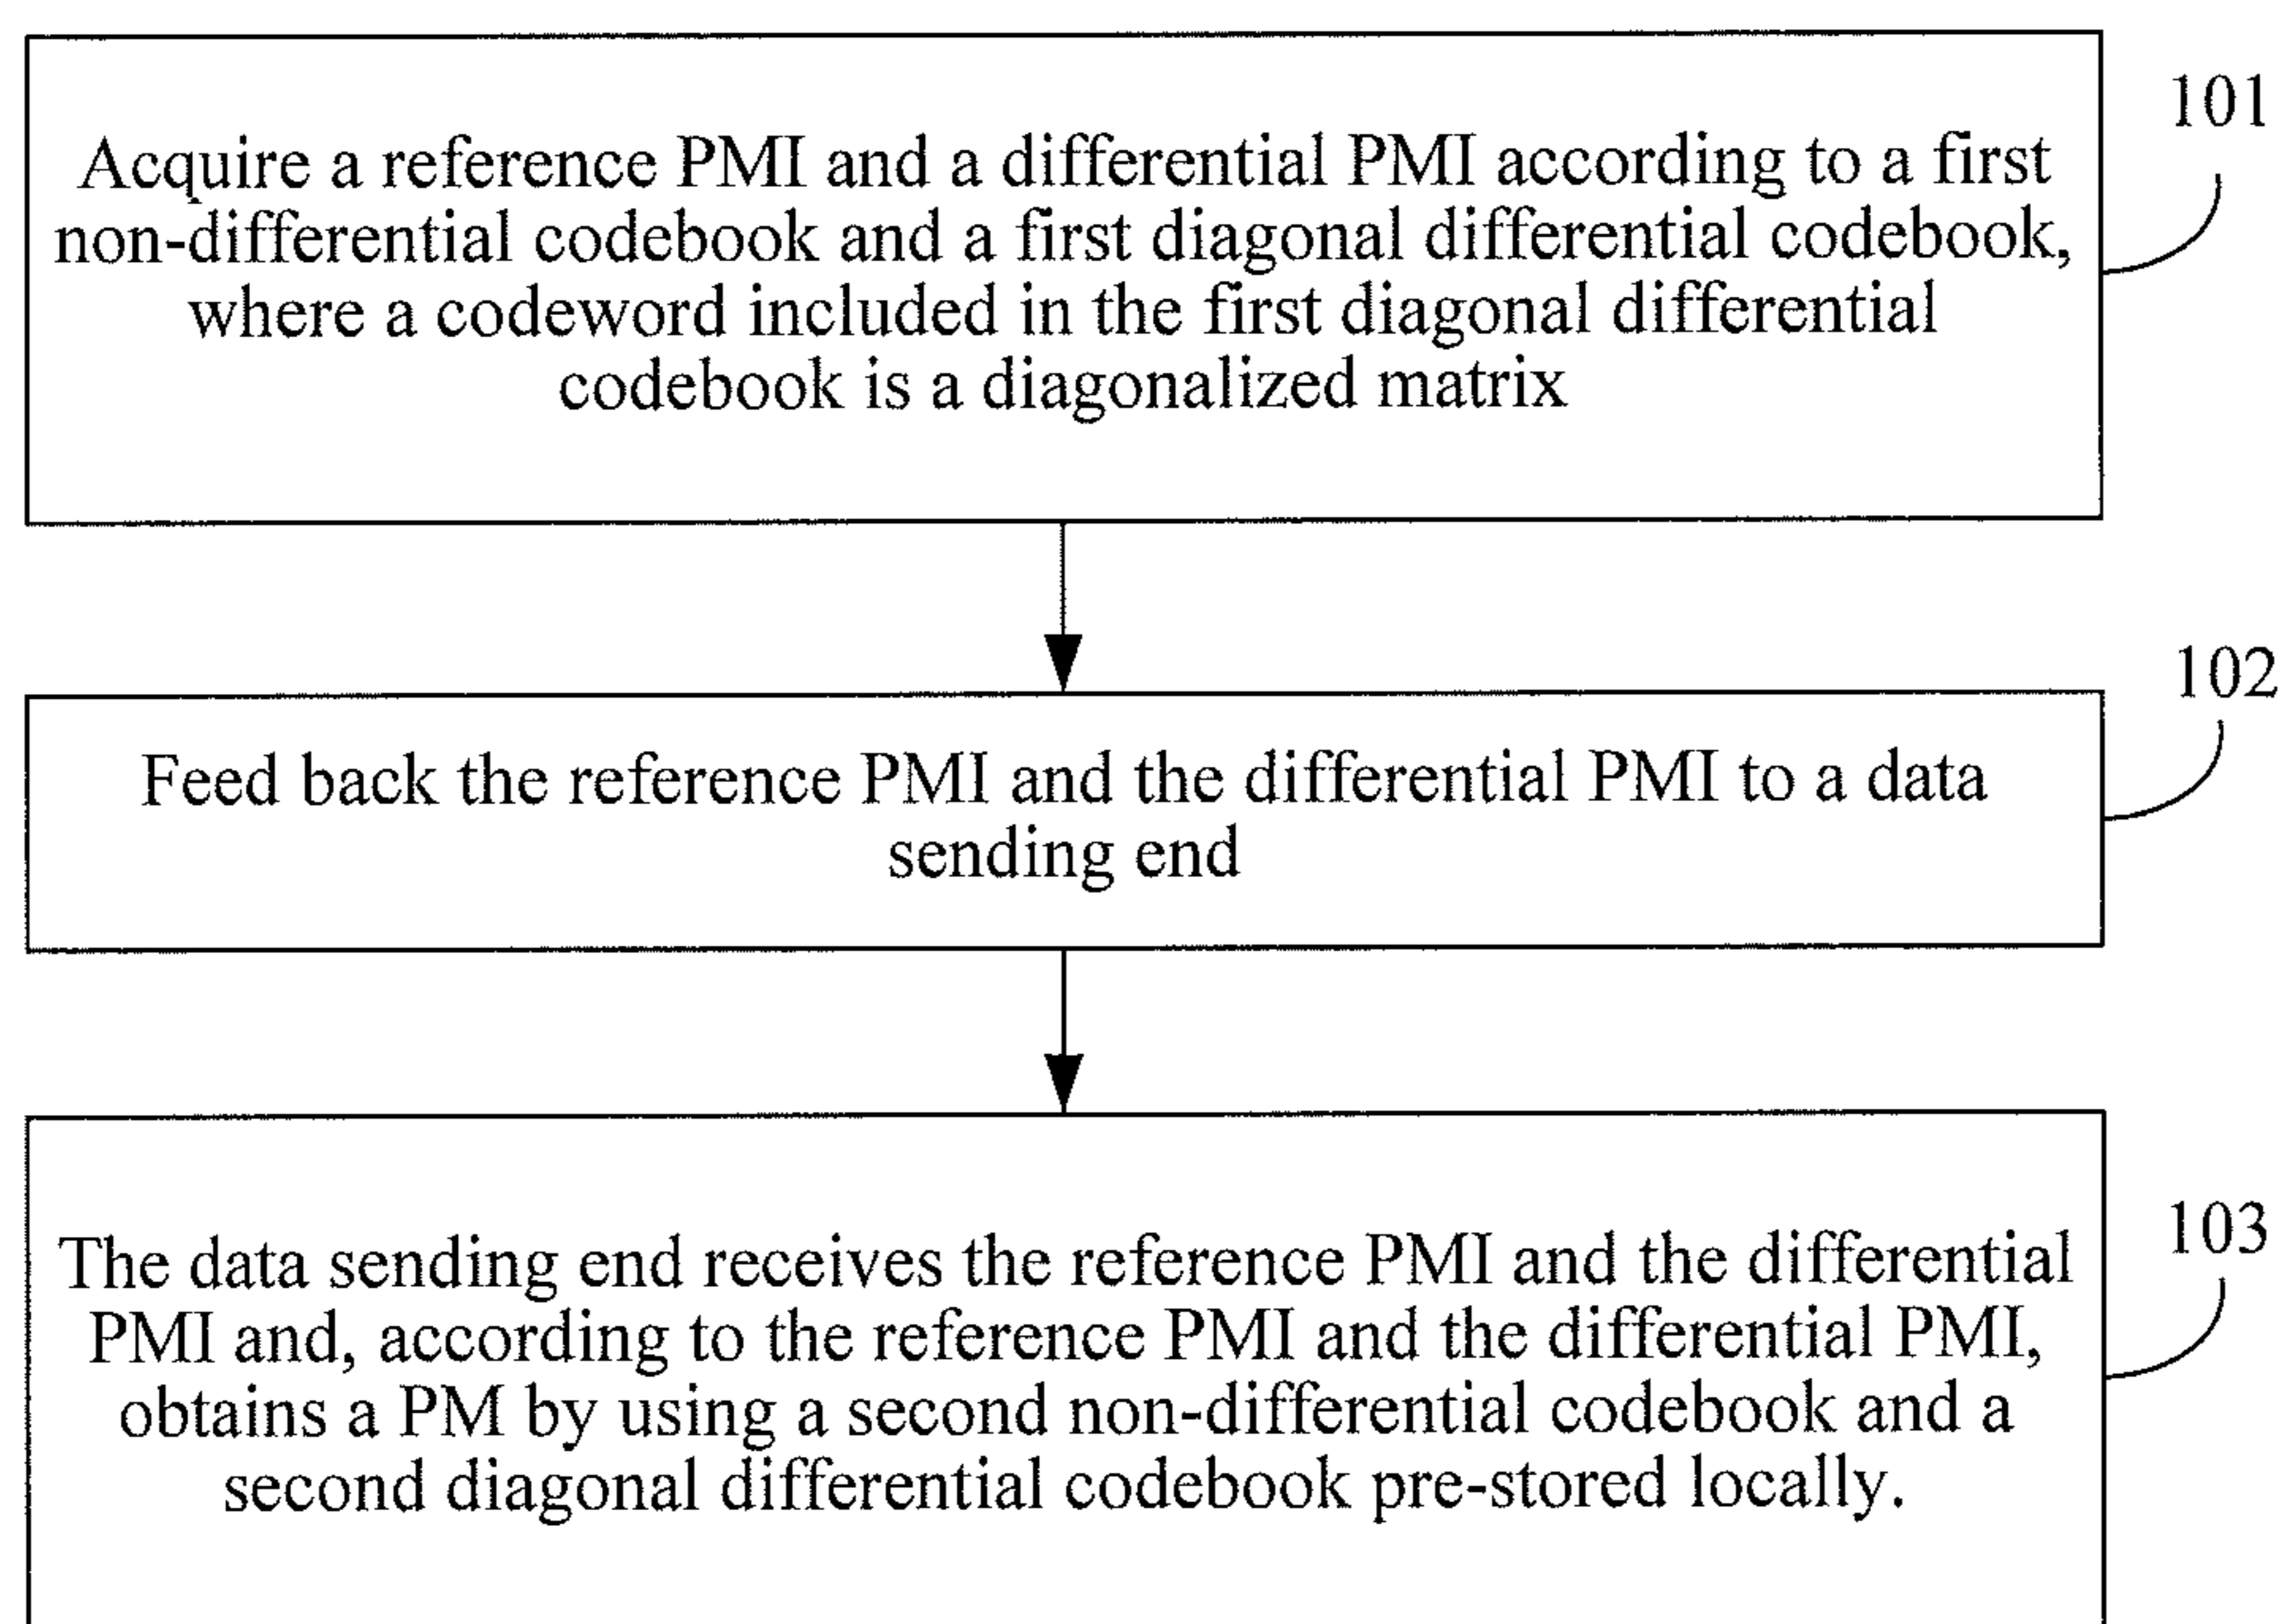 Acquire a reference PMI and a differential PMI according to a first
non-differential codebook and a first diagonal differential codebook,
where a codeword included in the first diagonal differential
codebook is a diagonalized matrix
101
Feed back the reference PMI and the differential PMI to a data
sending end
102
The data sending end receives the reference PMI and the differential
PMI and, according to the reference PMI and the differential PMI,
obtains a PM by using a second non-differential codebook and a
second diagonal differential codebook pre-stored locally.
103